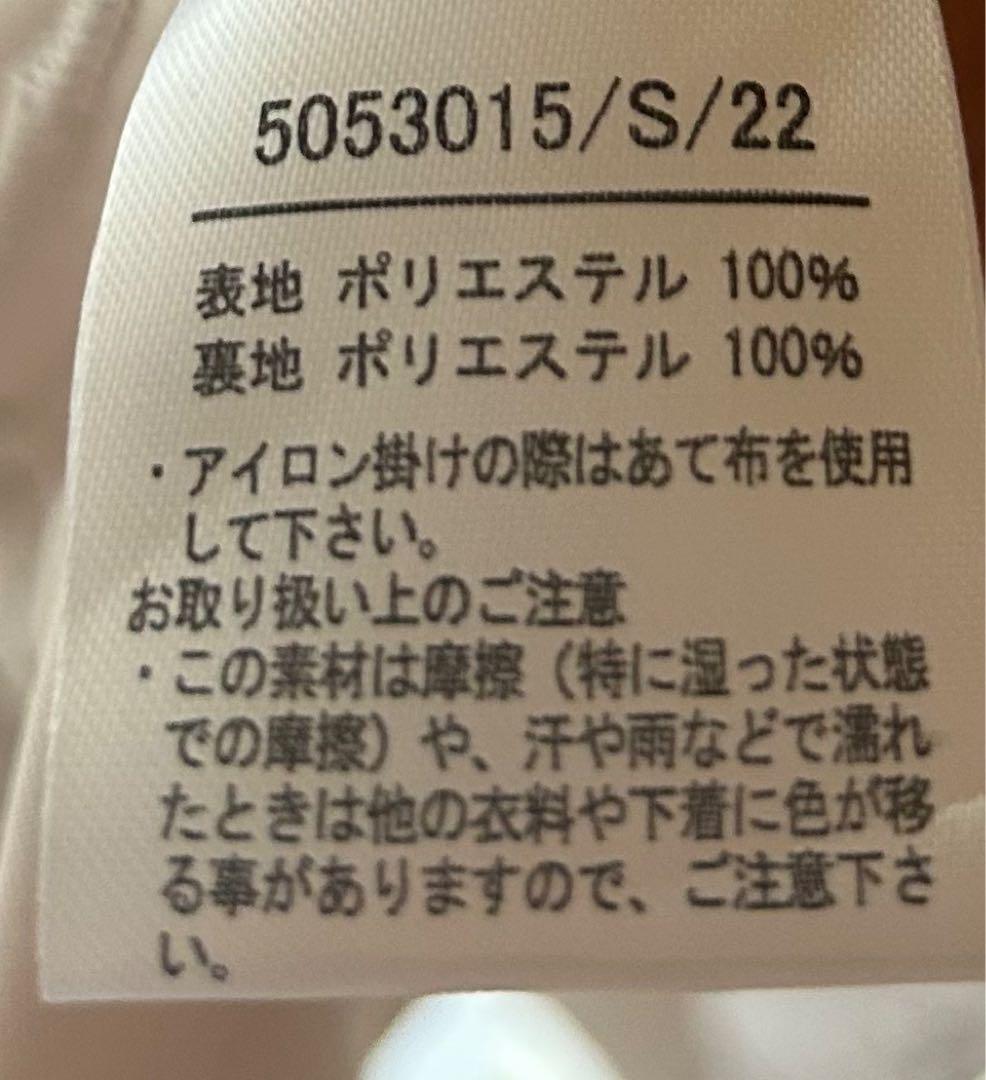 5053015/S/22
表地 ポリエステル 100%
裏地 ポリエステル 100%
・アイロン掛けの際はあて布を使用
して下さい。
お取り扱い上のご注意
・この素材は摩擦（特に湿った状態
での摩擦）や、汗や雨などで濡れ
たときは他の衣料や下着に色が移
る事がありますので、ご注意下さ
い。